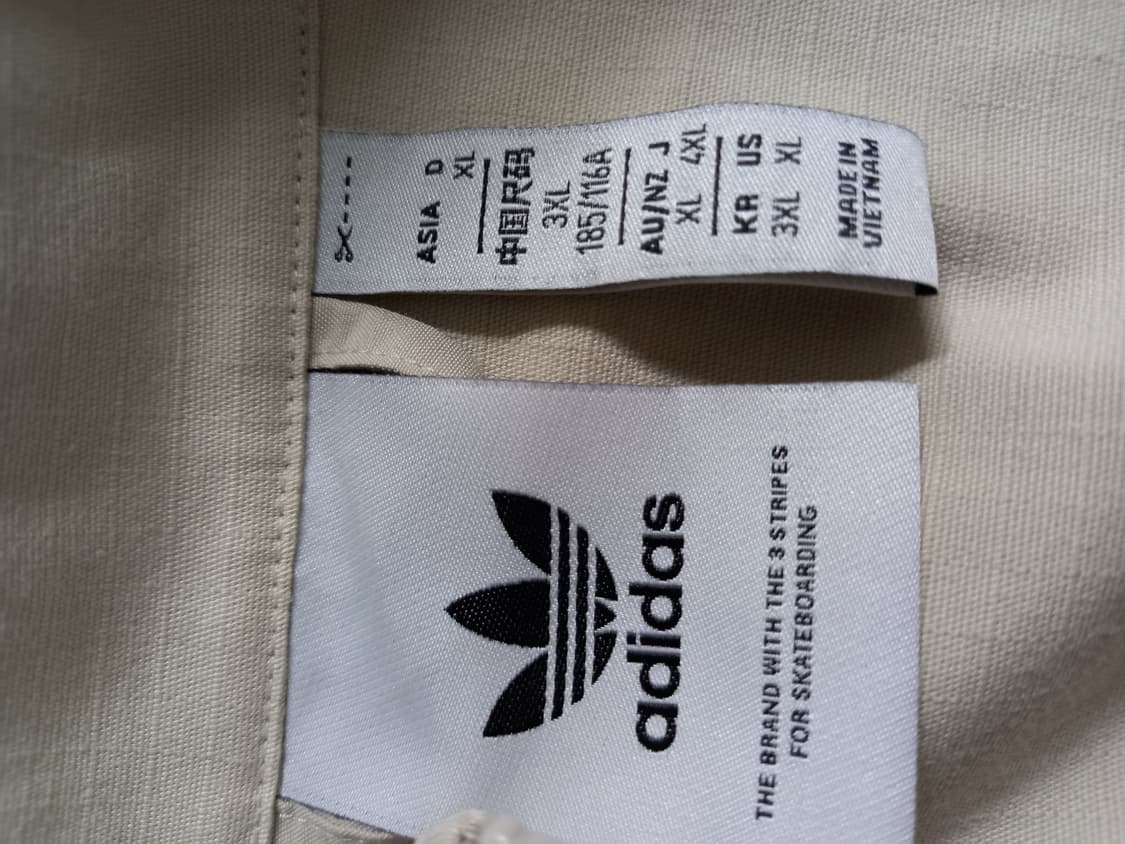 ASIA D
XL
中国尺码
3XL
185/116A
AU/NZ J
XL 4XL
KR US
3XL XL
MADE IN
VIETNAM
adidas
THE BRAND WITH THE 3 STRIPES
FOR SKATEBOARDING